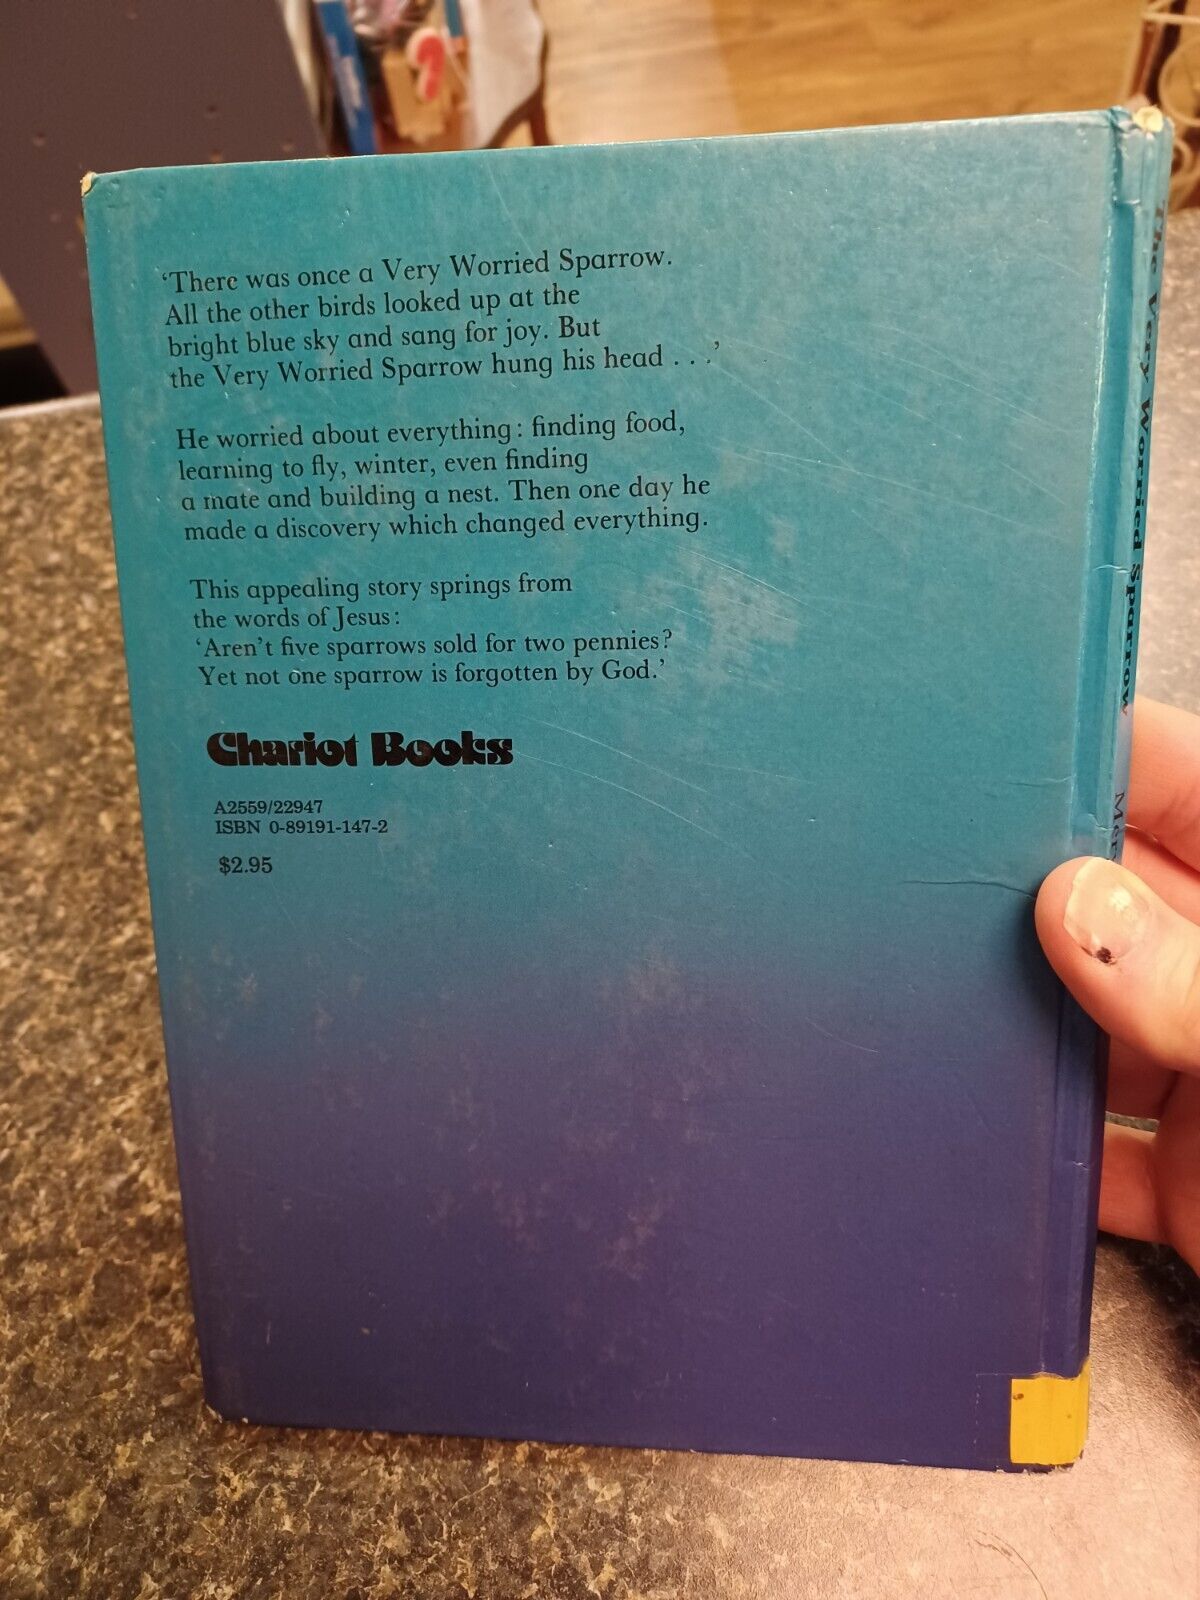 ‘There was once a Very Worried Sparrow.
All the other birds looked up at the
bright blue sky and sang for joy. But
the Very Worried Sparrow hung his head . . .’
He worried about everything: finding food,
learning to fly, winter, even finding
a mate and building a nest. Then one day he
made a discovery which changed everything.
This appealing story springs from
the words of Jesus:
‘Aren’t five sparrows sold for two pennies?
Yet not one sparrow is forgotten by God.’
Chariot Books
A2559/22947
ISBN 0-89191-147-2
$2.95
The Very Worried Sparrow